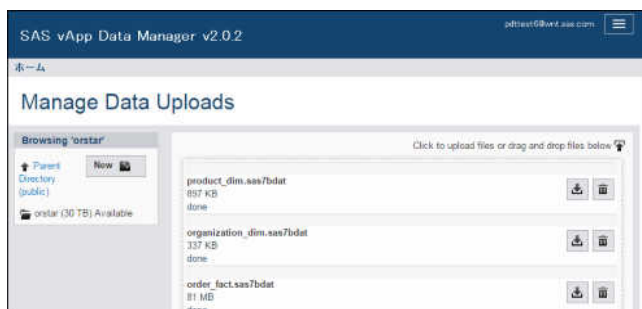 SAS vApp Data Manager v2.0.2
pdttest6@wnt.sas.com
ホーム
Manage Data Uploads
Browsing 'orstar'
Parent Directory (public)
New
orstar (30 TB) Available
Click to upload files or drag and drop files below
product_dim.sas7bdat
897 KB
done
organization_dim.sas7bdat
337 KB
done
order_fact.sas7bdat
81 MB
done